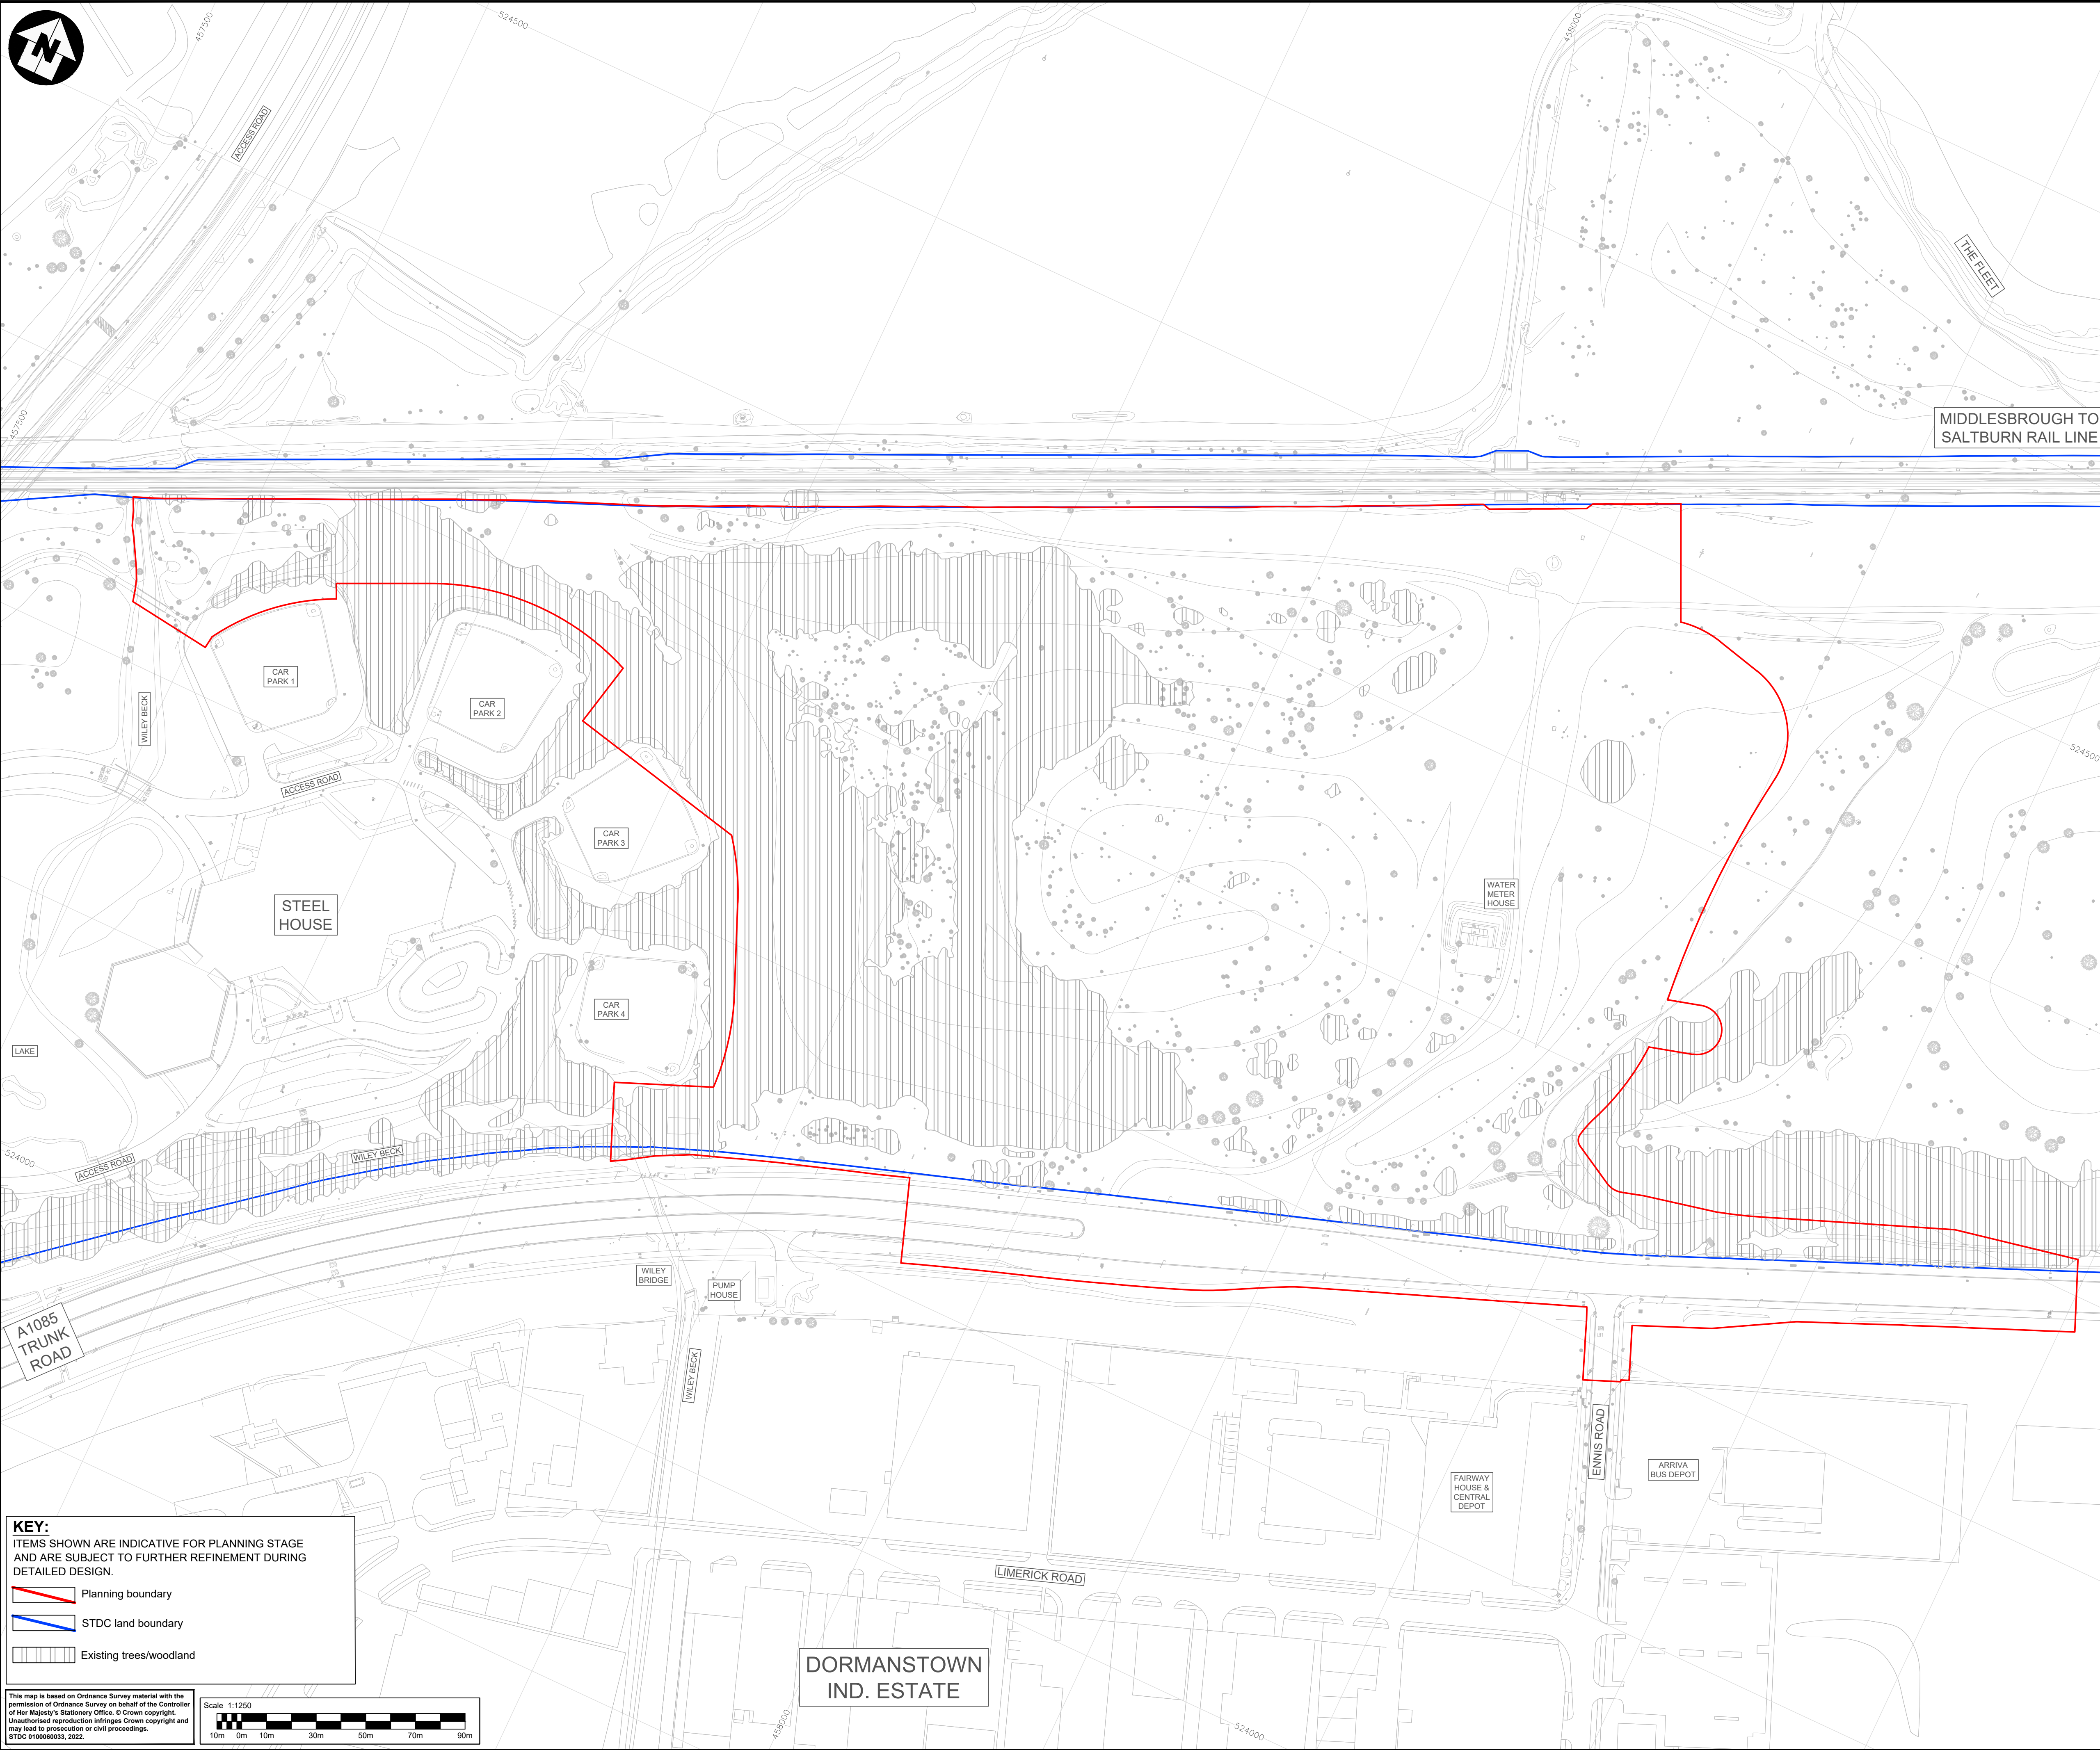 N
457500
524500
458000
ACCESS ROAD
THE FLEET
457500
MIDDLESBROUGH TO
SALTBURN RAIL LINE
CAR
PARK 1
CAR
PARK 2
WILEY BECK
524500
ACCESS ROAD
CAR
PARK 3
STEEL
HOUSE
WATER
METER
HOUSE
CAR
PARK 4
LAKE
524000
ACCESS ROAD
WILEY BECK
WILEY
BRIDGE
PUMP
HOUSE
A1085
TRUNK
ROAD
WILEY BECK
ENNIS ROAD
FAIRWAY
HOUSE &
CENTRAL
DEPOT
ARRIVA
BUS DEPOT
LIMERICK ROAD
DORMANSTOWN
IND. ESTATE
458000
524000
KEY:
ITEMS SHOWN ARE INDICATIVE FOR PLANNING STAGE
AND ARE SUBJECT TO FURTHER REFINEMENT DURING
DETAILED DESIGN.
Planning boundary
STDC land boundary
Existing trees/woodland
This map is based on Ordnance Survey material with the
permission of Ordnance Survey on behalf of the Controller
of Her Majesty's Stationery Office. © Crown copyright.
Unauthorised reproduction infringes Crown copyright and
may lead to prosecution or civil proceedings.
STDC 0100060033, 2022.
Scale 1:1250
10m 0m 10m 30m 50m 70m 90m